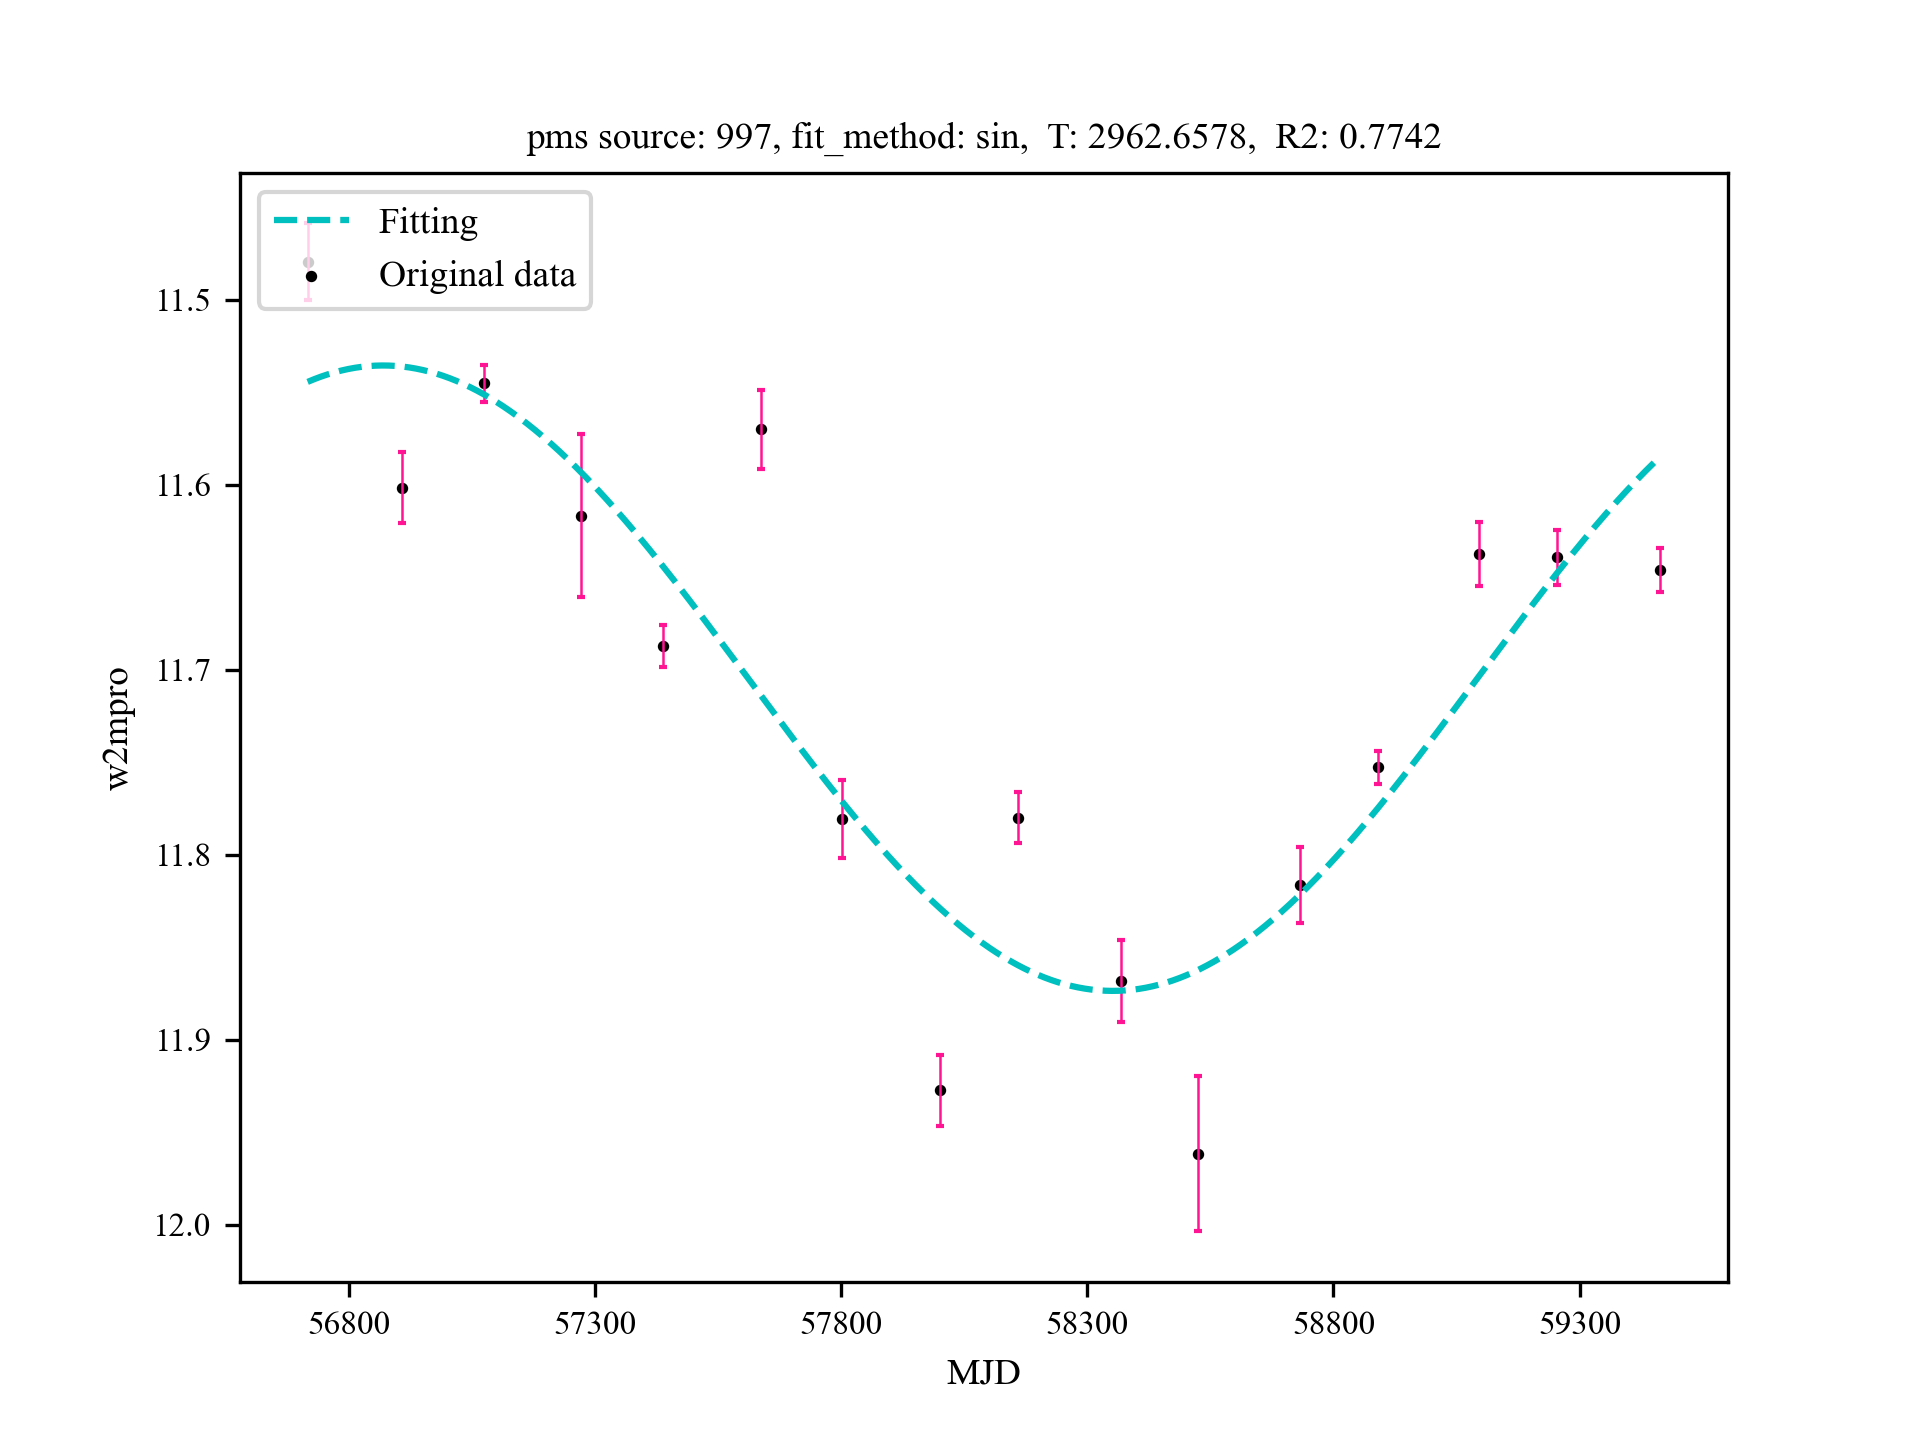 pms source: 997, fit_method: sin,  T: 2962.6578,  R2: 0.7742
Fitting
Original data
11.5
11.6
11.7
11.8
11.9
12.0
w2mpro
56800
57300
57800
58300
58800
59300
MJD